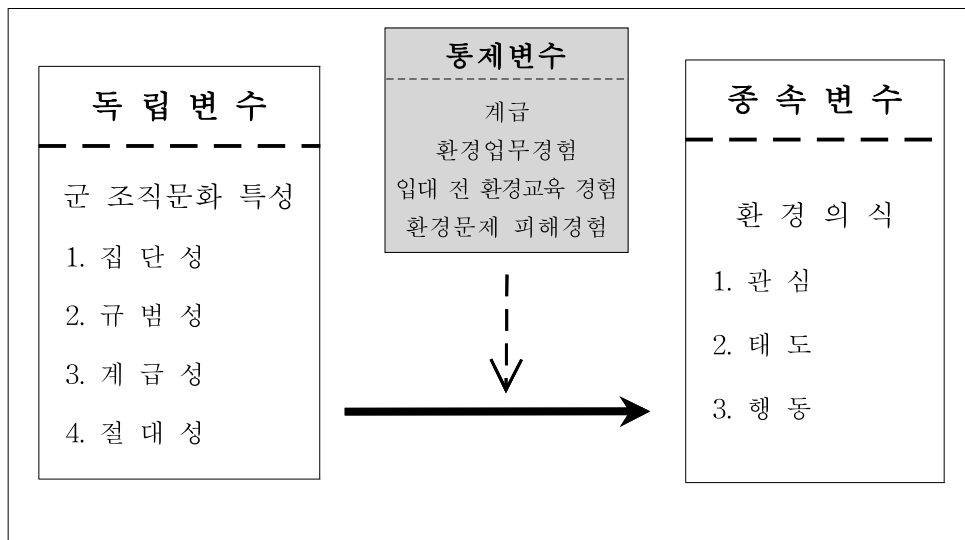 독 립 변 수
군 조직문화 특성
1. 집 단 성
2. 규 범 성
3. 계 급 성
4. 절 대 성
통제변수
계급
환경업무경험
입대 전 환경교육 경험
환경문제 피해경험
종 속 변 수
환 경 의 식
1. 관 심
2. 태 도
3. 행 동